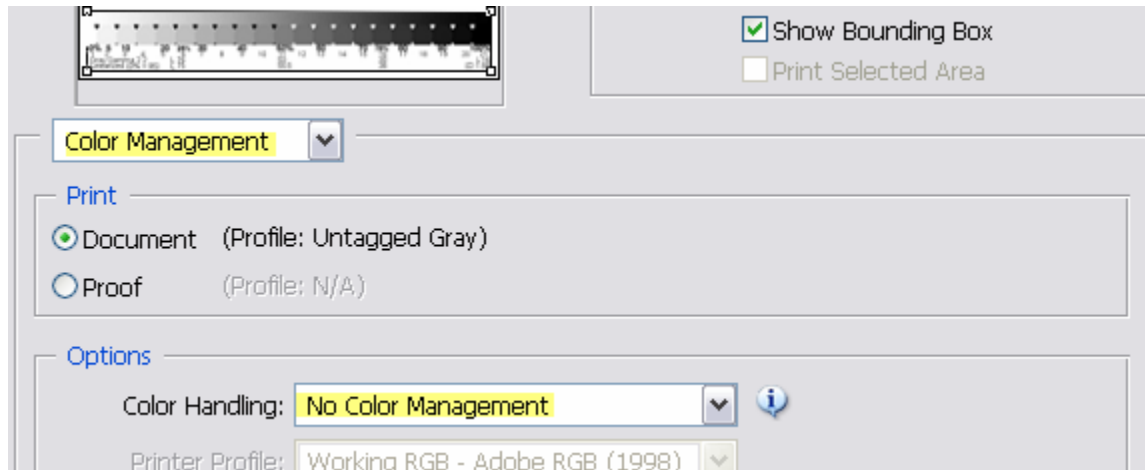 Show Bounding Box
Print Selected Area
Color Management
Print
Document (Profile: Untagged Gray)
Proof (Profile: N/A)
Options
Color Handling: No Color Management
Printer Profile: Working RGB - Adobe RGB (1998)